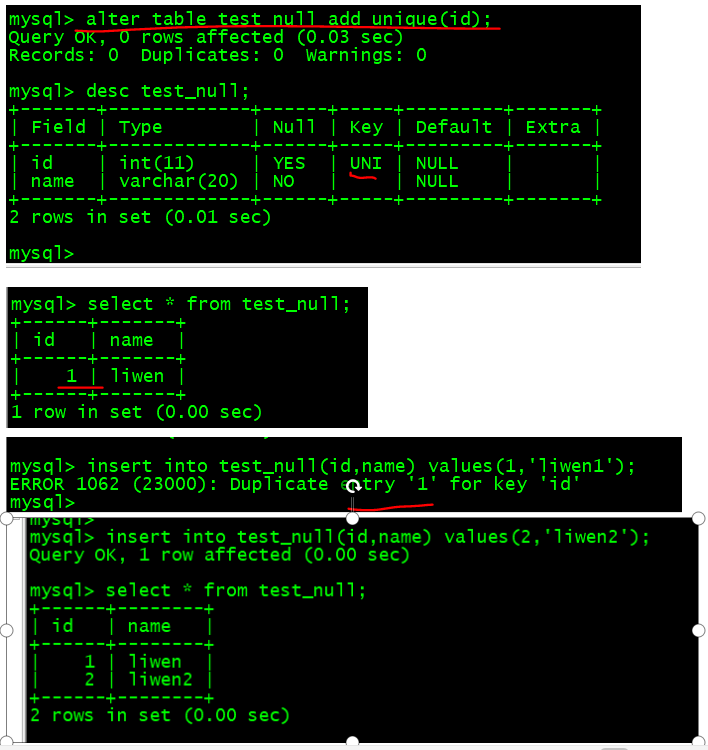 mysql> alter table test_null add unique(id);
Query OK, 0 rows affected (0.03 sec)
Records: 0  Duplicates: 0  Warnings: 0
mysql> desc test_null;
+-------+-------------+------+-----+---------+-------+
| Field | Type        | Null | Key | Default | Extra |
+-------+-------------+------+-----+---------+-------+
| id    | int(11)     | YES  | UNI | NULL    |       |
| name  | varchar(20) | NO   |     | NULL    |       |
+-------+-------------+------+-----+---------+-------+
2 rows in set (0.01 sec)
mysql>
mysql> select * from test_null;
+------+-------+
| id   | name  |
+------+-------+
|    1 | liwen |
+------+-------+
1 row in set (0.00 sec)
mysql> insert into test_null(id,name) values(1,'liwen1');
ERROR 1062 (23000): Duplicate entry '1' for key 'id'
mysql>
mysql>
mysql> insert into test_null(id,name) values(2,'liwen2');
Query OK, 1 row affected (0.00 sec)
mysql> select * from test_null;
+------+--------+
| id   | name   |
+------+--------+
|    1 | liwen  |
|    2 | liwen2 |
+------+--------+
2 rows in set (0.00 sec)